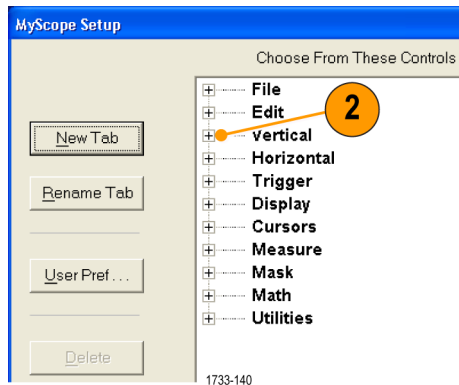 MyScope Setup
Choose From These Controls
File
Edit
2
Vertical
Horizontal
Trigger
Display
Cursors
Measure
Mask
Math
Utilities
New Tab
Rename Tab
User Pref...
Delete
1733-140